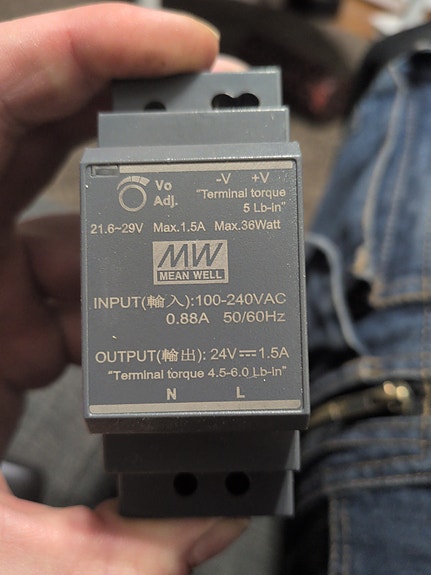 -V +V
Vo
Adj.
"Terminal torque
5 Lb-In"
21.6~29V Max.1.5A Max.36Watt
MW
MEAN WELL
INPUT(輸入):100-240VAC
0.88A 50/60Hz
OUTPUT(輸出): 24V⎓1.5A
"Terminal torque 4.5-6.0 Lb-In"
N L